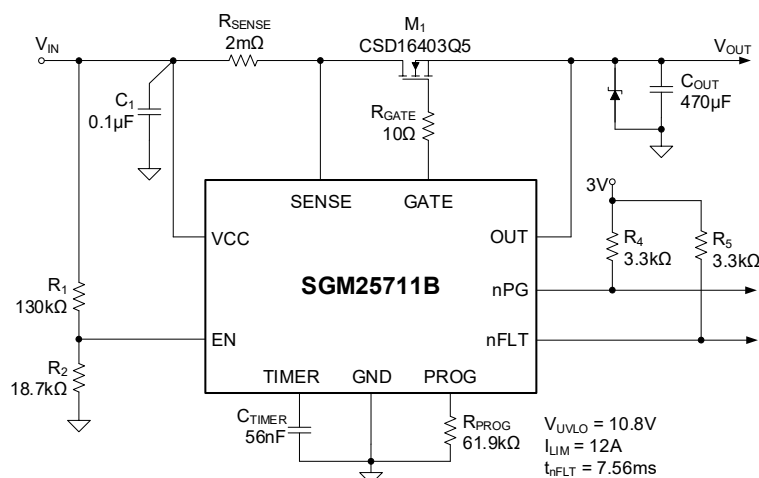 RSENSE
2mΩ
M1
CSD16403Q5
VIN
VOUT
C1
0.1µF
RGATE
10Ω
COUT
470µF
3V
SENSE
GATE
VCC
OUT
R4
3.3kΩ
R5
3.3kΩ
R1
130kΩ
SGM25711B
nPG
EN
nFLT
R2
18.7kΩ
TIMER
GND
PROG
CTIMER
56nF
RPROG
61.9kΩ
VUVLO = 10.8V
ILIM = 12A
tnFLT = 7.56ms